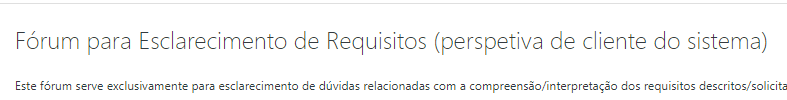 Fórum para Esclarecimento de Requisitos (perspetiva de cliente do sistema)
Este fórum serve exclusivamente para esclarecimento de dúvidas relacionadas com a compreensão/interpretação dos requisitos descritos/solicita